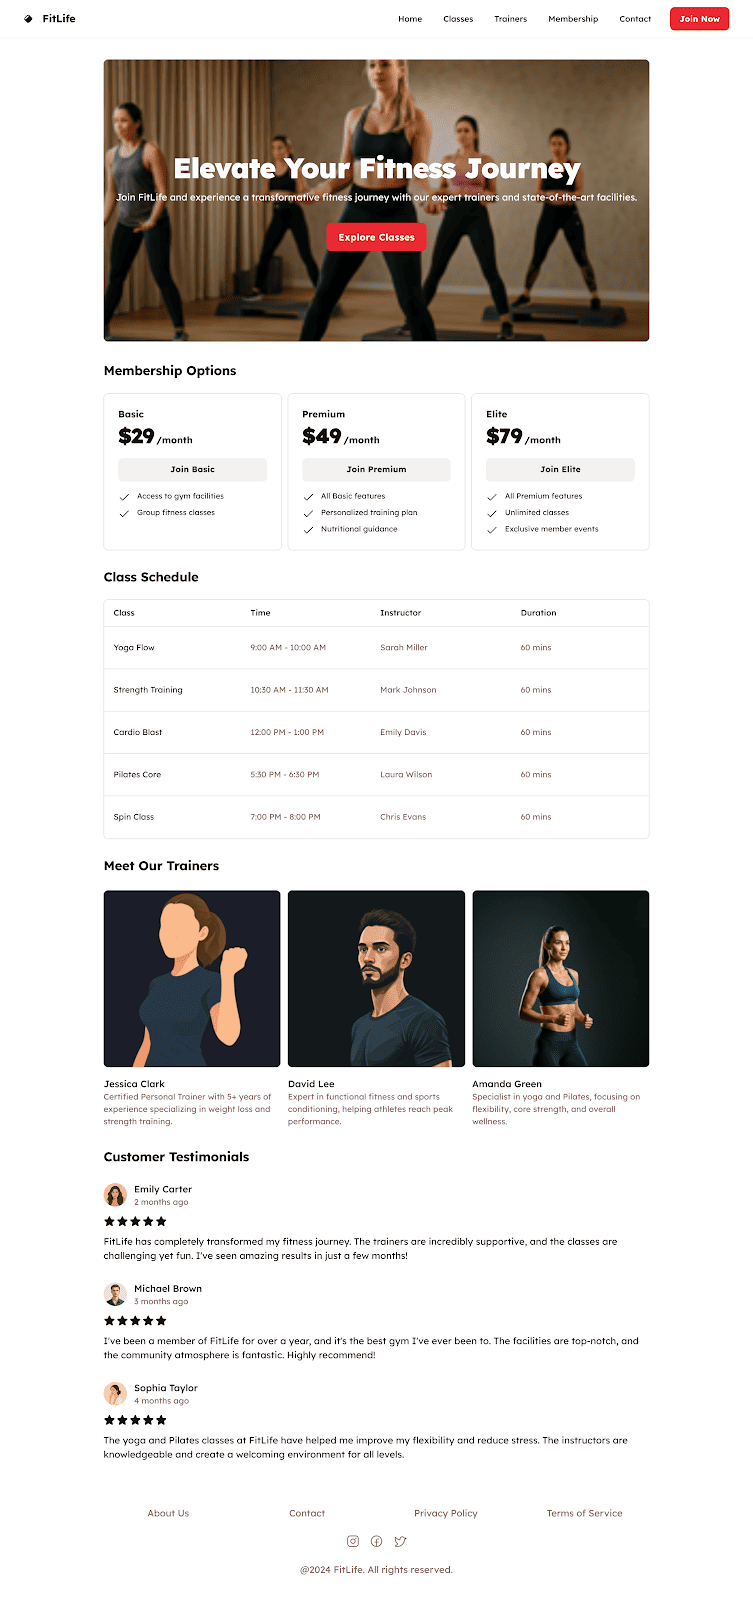 FitLife
Home Classes Trainers Membership Contact Join Now
Elevate Your Fitness Journey
Join FitLife and experience a transformative fitness journey with our expert trainers and state-of-the-art facilities.
Explore Classes
Membership Options
Basic
$29/month
Join Basic
Access to gym facilities
Group fitness classes
Premium
$49/month
Join Premium
All Basic features
Personalized training plan
Nutritional guidance
Elite
$79/month
Join Elite
All Premium features
Unlimited classes
Exclusive member events
Class Schedule
Class Time Instructor Duration
Yoga Flow 9:00 AM - 10:00 AM Sarah Miller 60 mins
Strength Training 10:30 AM - 11:30 AM Mark Johnson 60 mins
Cardio Blast 12:00 PM - 1:00 PM Emily Davis 60 mins
Pilates Core 5:30 PM - 6:30 PM Laura Wilson 60 mins
Spin Class 7:00 PM - 8:00 PM Chris Evans 60 mins
Meet Our Trainers
Jessica Clark
Certified Personal Trainer with 5+ years of
experience specializing in weight loss and
strength training.
David Lee
Expert in functional fitness and sports
conditioning, helping athletes reach peak
performance.
Amanda Green
Specialist in yoga and Pilates, focusing on
flexibility, core strength, and overall
wellness.
Customer Testimonials
Emily Carter
2 months ago
FitLife has completely transformed my fitness journey. The trainers are incredibly supportive, and the classes are
challenging yet fun. I've seen amazing results in just a few months!
Michael Brown
3 months ago
I've been a member of FitLife for over a year, and it's the best gym I've ever been to. The facilities are top-notch, and
the community atmosphere is fantastic. Highly recommend!
Sophia Taylor
4 months ago
The yoga and Pilates classes at FitLife have helped me improve my flexibility and reduce stress. The instructors are
knowledgeable and create a welcoming environment for all levels.
About Us Contact Privacy Policy Terms of Service
@2024 FitLife. All rights reserved.